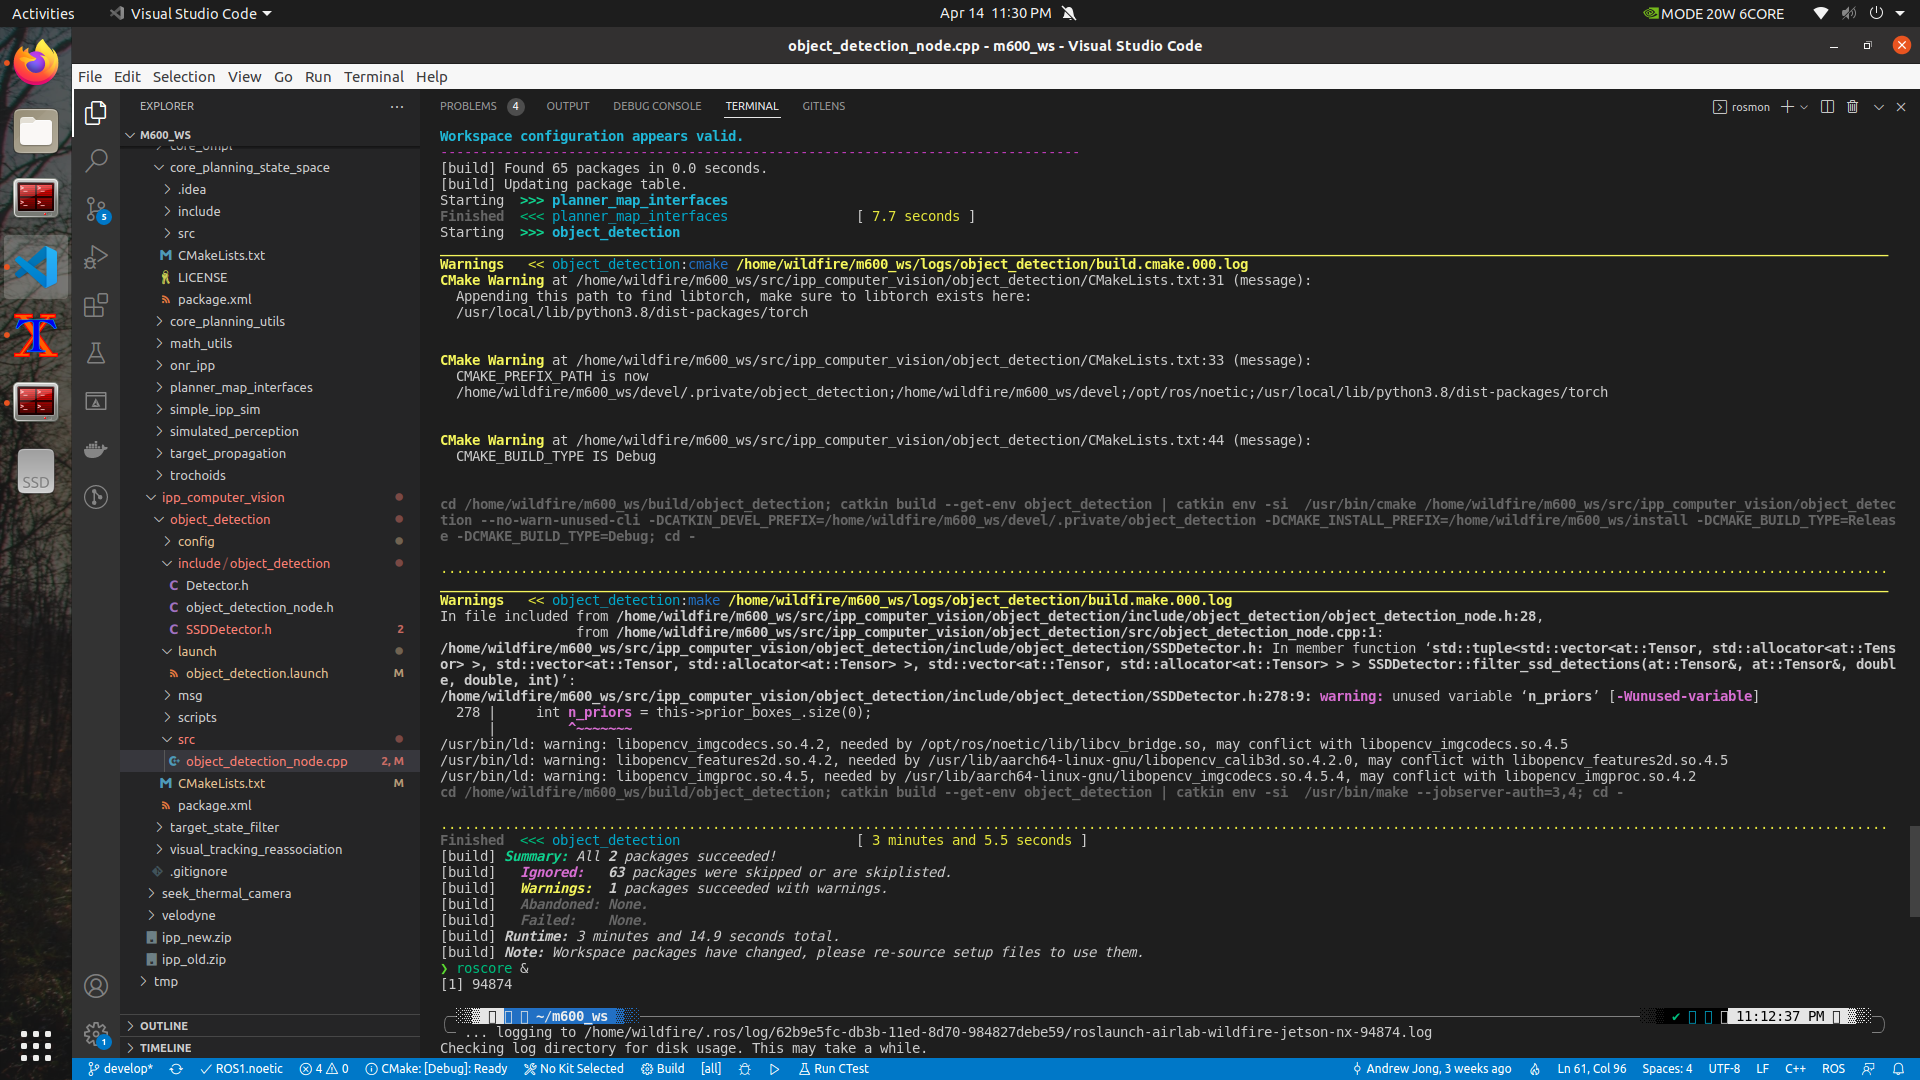 Activities
Visual Studio Code
Apr 14 11:30 PM
MODE 20W 6CORE
object_detection_node.cpp - m600_ws - Visual Studio Code
File Edit Selection View Go Run Terminal Help
EXPLORER
M600_WS
core_planning_state_space
.idea
include
src
CMakeLists.txt
LICENSE
package.xml
core_planning_utils
math_utils
onr_ipp
planner_map_interfaces
simple_ipp_sim
simulated_perception
target_propagation
trochoids
ipp_computer_vision
object_detection
config
include / object_detection
Detector.h
object_detection_node.h
SSDDetector.h 2
launch
object_detection.launch M
msg
scripts
src
object_detection_node.cpp 2, M
CMakeLists.txt M
package.xml
target_state_filter
visual_tracking_reassociation
.gitignore
seek_thermal_camera
velodyne
ipp_new.zip
ipp_old.zip
tmp
OUTLINE
TIMELINE
5
1
SSD
PROBLEMS 4 OUTPUT DEBUG CONSOLE TERMINAL GITLENS
rosmon
Workspace configuration appears valid.
--------------------------------------------------------------------------------
[build] Found 65 packages in 0.0 seconds.
[build] Updating package table.
Starting >>> planner_map_interfaces
Finished <<< planner_map_interfaces [ 7.7 seconds ]
Starting >>> object_detection
Warnings << object_detection:cmake /home/wildfire/m600_ws/logs/object_detection/build.cmake.000.log
CMake Warning at /home/wildfire/m600_ws/src/ipp_computer_vision/object_detection/CMakeLists.txt:31 (message):
Appending this path to find libtorch, make sure to libtorch exists here:
/usr/local/lib/python3.8/dist-packages/torch
CMake Warning at /home/wildfire/m600_ws/src/ipp_computer_vision/object_detection/CMakeLists.txt:33 (message):
CMAKE_PREFIX_PATH is now
/home/wildfire/m600_ws/devel/.private/object_detection;/home/wildfire/m600_ws/devel;/opt/ros/noetic;/usr/local/lib/python3.8/dist-packages/torch
CMake Warning at /home/wildfire/m600_ws/src/ipp_computer_vision/object_detection/CMakeLists.txt:44 (message):
CMAKE_BUILD_TYPE IS Debug
cd /home/wildfire/m600_ws/build/object_detection; catkin build --get-env object_detection | catkin env -si /usr/bin/cmake /home/wildfire/m600_ws/src/ipp_computer_vision/object_detec
tion --no-warn-unused-cli -DCATKIN_DEVEL_PREFIX=/home/wildfire/m600_ws/devel/.private/object_detection -DCMAKE_INSTALL_PREFIX=/home/wildfire/m600_ws/install -DCMAKE_BUILD_TYPE=Releas
e -DCMAKE_BUILD_TYPE=Debug; cd -
Warnings << object_detection:make /home/wildfire/m600_ws/logs/object_detection/build.make.000.log
In file included from /home/wildfire/m600_ws/src/ipp_computer_vision/object_detection/include/object_detection/object_detection_node.h:28,
from /home/wildfire/m600_ws/src/ipp_computer_vision/object_detection/src/object_detection_node.cpp:1:
/home/wildfire/m600_ws/src/ipp_computer_vision/object_detection/include/object_detection/SSDDetector.h: In member function ‘std::tuple<std::vector<at::Tensor, std::allocator<at::Tens
or> >, std::vector<at::Tensor, std::allocator<at::Tensor> >, std::vector<at::Tensor, std::allocator<at::Tensor> > > SSDDetector::filter_ssd_detections(at::Tensor&, at::Tensor&, doubl
e, double, int)’:
/home/wildfire/m600_ws/src/ipp_computer_vision/object_detection/include/object_detection/SSDDetector.h:278:9: warning: unused variable ‘n_priors’ [-Wunused-variable]
278 | int n_priors = this->prior_boxes_.size(0);
| ^~~~~~~~
/usr/bin/ld: warning: libopencv_imgcodecs.so.4.2, needed by /opt/ros/noetic/lib/libcv_bridge.so, may conflict with libopencv_imgcodecs.so.4.5
/usr/bin/ld: warning: libopencv_features2d.so.4.2, needed by /usr/lib/aarch64-linux-gnu/libopencv_calib3d.so.4.2.0, may conflict with libopencv_features2d.so.4.5
/usr/bin/ld: warning: libopencv_imgproc.so.4.5, needed by /usr/lib/aarch64-linux-gnu/libopencv_imgcodecs.so.4.5.4, may conflict with libopencv_imgproc.so.4.2
cd /home/wildfire/m600_ws/build/object_detection; catkin build --get-env object_detection | catkin env -si /usr/bin/make --jobserver-auth=3,4; cd -
Finished <<< object_detection [ 3 minutes and 5.5 seconds ]
[build] Summary: All 2 packages succeeded!
[build] Ignored: 63 packages were skipped or are skiplisted.
[build] Warnings: 1 packages succeeded with warnings.
[build] Abandoned: None.
[build] Failed: None.
[build] Runtime: 3 minutes and 14.9 seconds total.
[build] Note: Workspace packages have changed, please re-source setup files to use them.
❯ roscore &
[1] 94874
~/m600_ws 11:12:37 PM
... logging to /home/wildfire/.ros/log/62b9e5fc-db3b-11ed-8d70-984827debe59/roslaunch-airlab-wildfire-jetson-nx-94874.log
Checking log directory for disk usage. This may take a while.
develop* ROS1.noetic 4 0 CMake: [Debug]: Ready No Kit Selected Build [all] Run CTest Andrew Jong, 3 weeks ago Ln 61, Col 96 Spaces: 4 UTF-8 LF C++ ROS